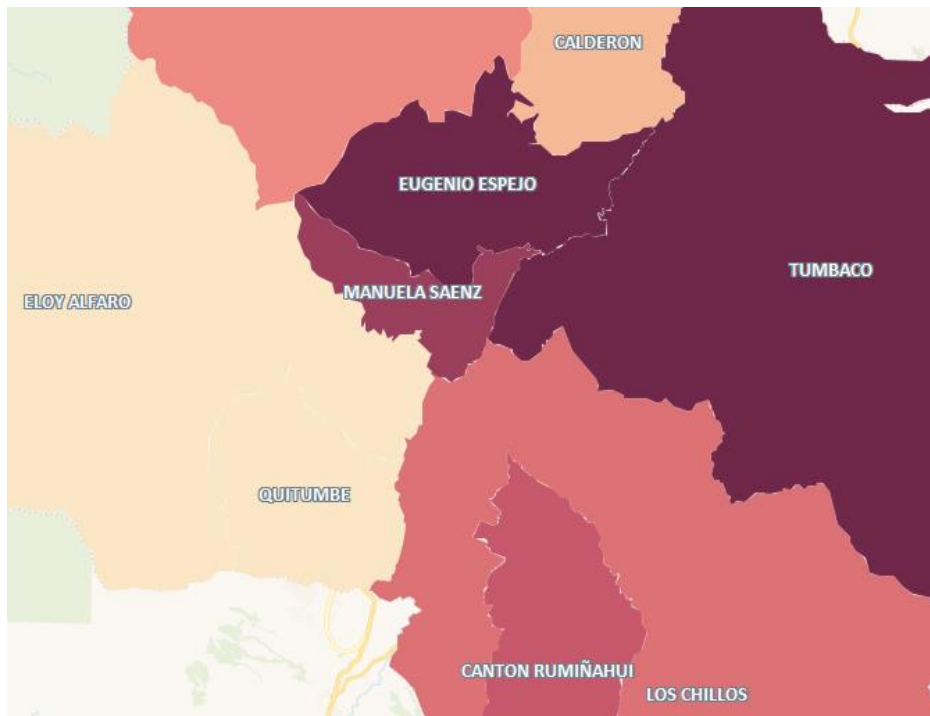 CALDERON
EUGENIO ESPEJO
TUMBACO
MANUELA SAENZ
ELOY ALFARO
QUITUMBE
CANTON RUMIÑAHUI
LOS CHILLOS